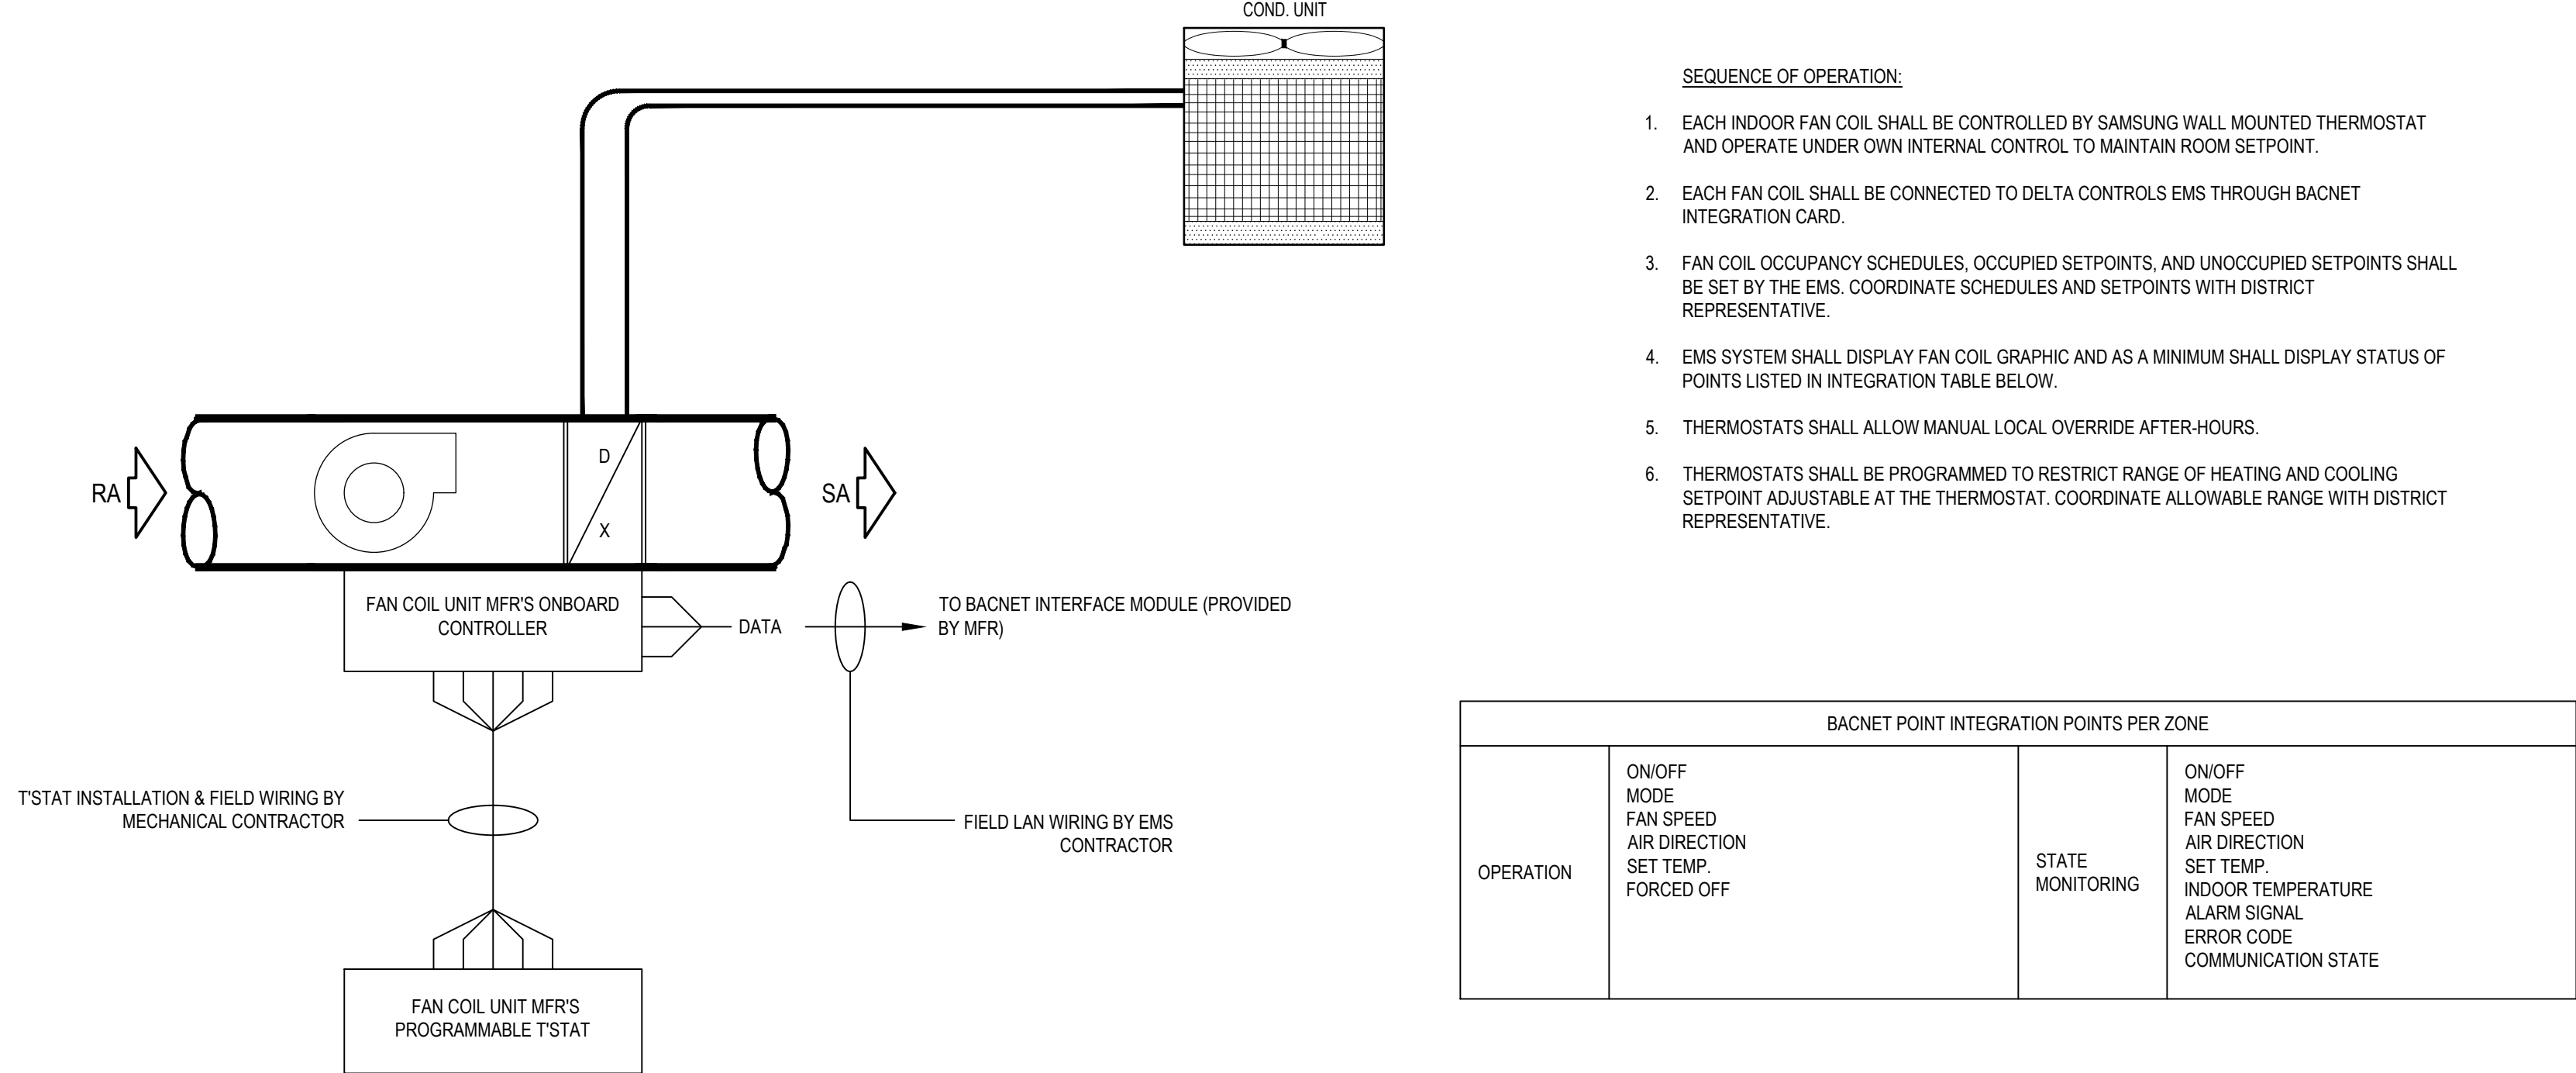 COND. UNIT
SEQUENCE OF OPERATION:
1. EACH INDOOR FAN COIL SHALL BE CONTROLLED BY SAMSUNG WALL MOUNTED THERMOSTAT
AND OPERATE UNDER OWN INTERNAL CONTROL TO MAINTAIN ROOM SETPOINT.
2. EACH FAN COIL SHALL BE CONNECTED TO DELTA CONTROLS EMS THROUGH BACNET
INTEGRATION CARD.
3. FAN COIL OCCUPANCY SCHEDULES, OCCUPIED SETPOINTS, AND UNOCCUPIED SETPOINTS SHALL
BE SET BY THE EMS. COORDINATE SCHEDULES AND SETPOINTS WITH DISTRICT
REPRESENTATIVE.
4. EMS SYSTEM SHALL DISPLAY FAN COIL GRAPHIC AND AS A MINIMUM SHALL DISPLAY STATUS OF
POINTS LISTED IN INTEGRATION TABLE BELOW.
5. THERMOSTATS SHALL ALLOW MANUAL LOCAL OVERRIDE AFTER-HOURS.
6. THERMOSTATS SHALL BE PROGRAMMED TO RESTRICT RANGE OF HEATING AND COOLING
SETPOINT ADJUSTABLE AT THE THERMOSTAT. COORDINATE ALLOWABLE RANGE WITH DISTRICT
REPRESENTATIVE.
RA
D
X
SA
FAN COIL UNIT MFR'S ONBOARD
CONTROLLER
DATA
TO BACNET INTERFACE MODULE (PROVIDED
BY MFR)
T'STAT INSTALLATION & FIELD WIRING BY
MECHANICAL CONTRACTOR
FIELD LAN WIRING BY EMS
CONTRACTOR
FAN COIL UNIT MFR'S
PROGRAMMABLE T'STAT
BACNET POINT INTEGRATION POINTS PER ZONE
OPERATION
ON/OFF
MODE
FAN SPEED
AIR DIRECTION
SET TEMP.
FORCED OFF
STATE
MONITORING
ON/OFF
MODE
FAN SPEED
AIR DIRECTION
SET TEMP.
INDOOR TEMPERATURE
ALARM SIGNAL
ERROR CODE
COMMUNICATION STATE